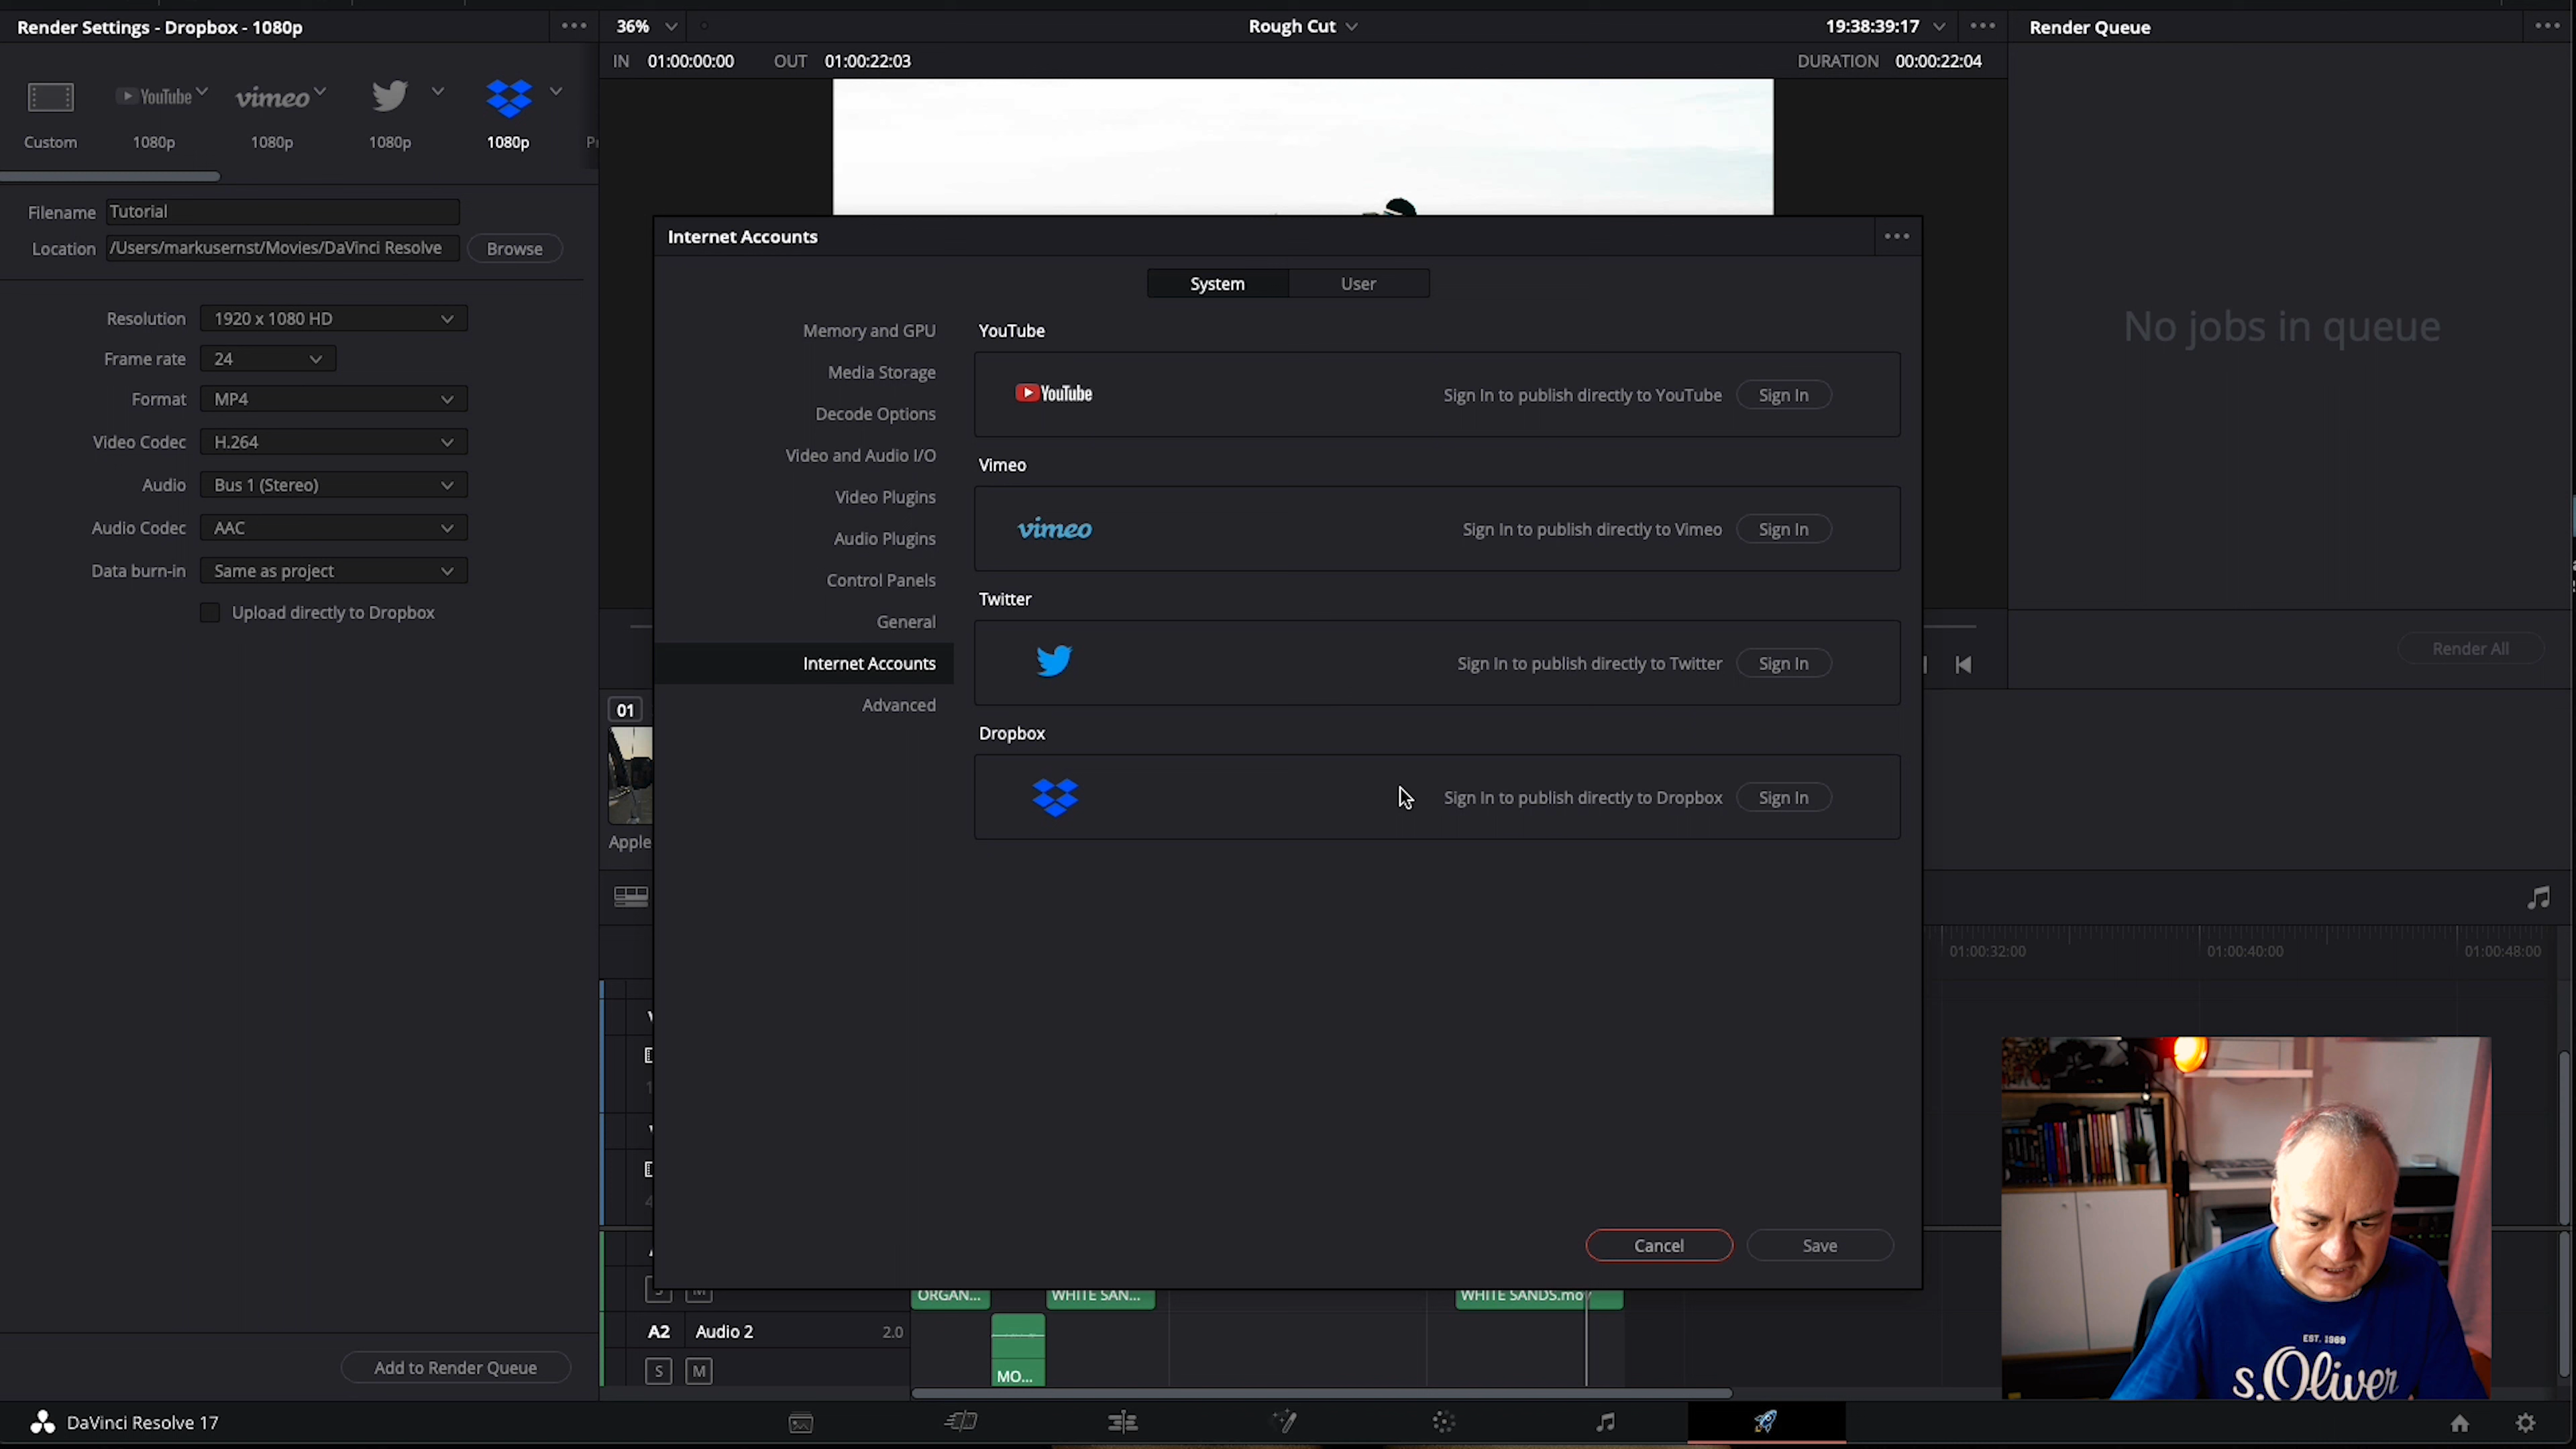 Render Settings - Dropbox - 1080p
36%
Rough Cut
19:38:39:17
Render Queue
IN 01:00:00:00 OUT 01:00:22:03
DURATION 00:00:22:04
YouTube
vimeo
Custom
1080p
1080p
1080p
1080p
Filename Tutorial
Location /Users/markusernst/Movies/DaVinci Resolve Browse
Resolution 1920 x 1080 HD
Frame rate 24
Format MP4
Video Codec H.264
Audio Bus 1 (Stereo)
Audio Codec AAC
Data burn-in Same as project
Upload directly to Dropbox
Add to Render Queue
Internet Accounts
System
User
Memory and GPU
Media Storage
Decode Options
Video and Audio I/O
Video Plugins
Audio Plugins
Control Panels
General
Internet Accounts
Advanced
YouTube
YouTube Sign In to publish directly to YouTube Sign In
Vimeo
vimeo Sign In to publish directly to Vimeo Sign In
Twitter
Sign In to publish directly to Twitter Sign In
Dropbox
Sign In to publish directly to Dropbox Sign In
Cancel
Save
No jobs in queue
Render All
01
Apple
01:00:32:00
01:00:40:00
01:00:48:00
S M
ORGAN...
WHITE SAN...
WHITE SANDS.mov
A2 Audio 2 2.0
S M
MO...
EST. 1969
s.Oliver
DaVinci Resolve 17